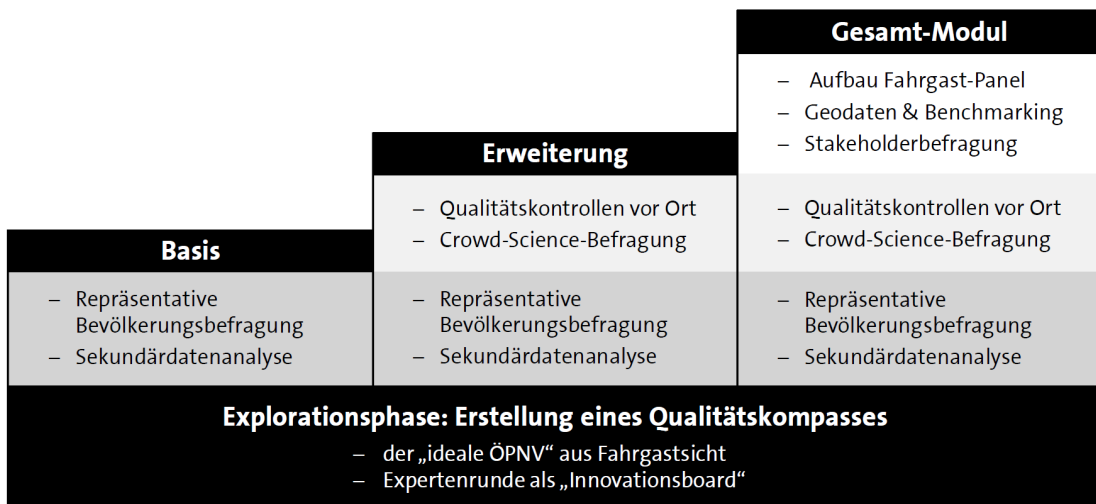 Basis
– Repräsentative
Bevölkerungsbefragung
– Sekundärdatenanalyse
Erweiterung
– Qualitätskontrollen vor Ort
– Crowd-Science-Befragung
– Repräsentative
Bevölkerungsbefragung
– Sekundärdatenanalyse
Gesamt-Modul
– Aufbau Fahrgast-Panel
– Geodaten & Benchmarking
– Stakeholderbefragung
– Qualitätskontrollen vor Ort
– Crowd-Science-Befragung
– Repräsentative
Bevölkerungsbefragung
– Sekundärdatenanalyse
Explorationsphase: Erstellung eines Qualitätskompasses
– der „ideale ÖPNV“ aus Fahrgastsicht
– Expertenrunde als „Innovationsboard“